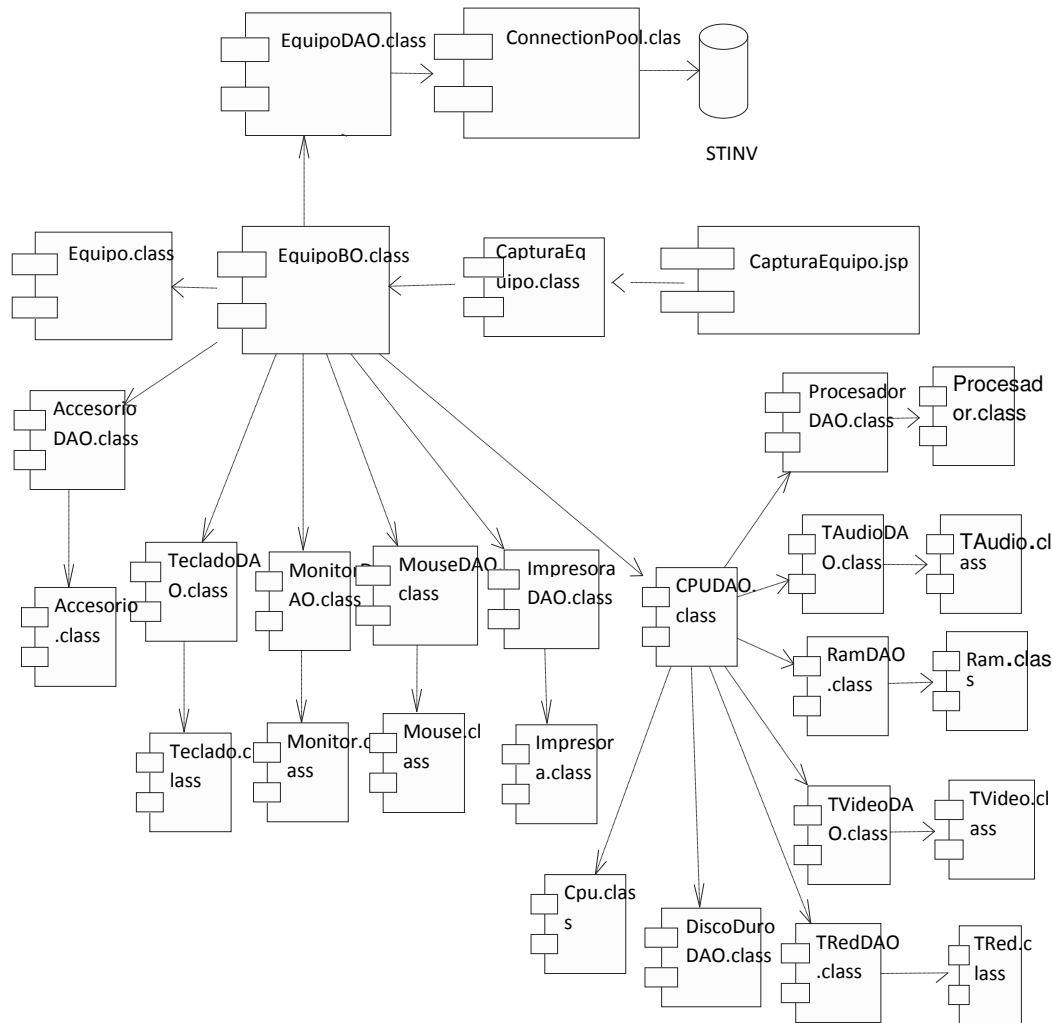 EquipoDAO.class
ConnectionPool.clas
STINV
Equipo.class
EquipoBO.class
CapturaEq
uipo.class
CapturaEquipo.jsp
Accesorio
DAO.class
Procesador
DAO.class
Procesad
or.class
TecladoDA
O.class
MonitorD
AO.class
MouseDAO
class
Impresora
DAO.class
CPUDAO.
class
TAudioDA
O.class
TAudio.cl
ass
Accesorio
.class
RamDAO
.class
Ram.clas
s
Teclado.c
lass
Monitor.c
ass
Mouse.cl
ass
Impresor
a.class
TVideoDA
O.class
TVideo.cl
ass
Cpu.clas
s
DiscoDuro
DAO.class
TRedDAO
.class
TRed.c
lass